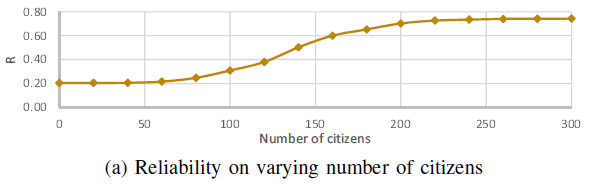 0.80
0.60
0.40
0.20
0.00
R
0 50 100 150 200 250 300
Number of citizens
(a) Reliability on varying number of citizens